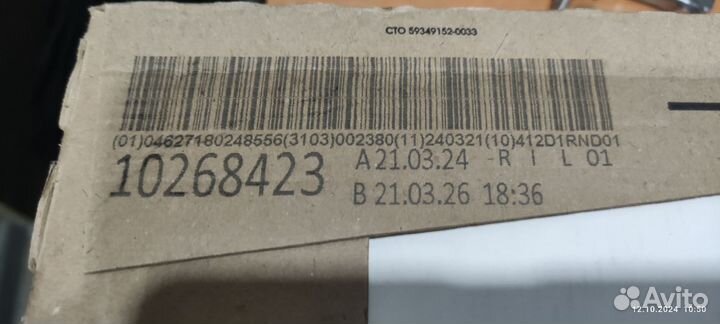 СТО 59349152-0033
(01)04627180248556(3103)002380(11)240321(10)412D1RND01
10268423
A 21.03.24 -R I L 01
B 21.03.26 18:36
12.10.2024 10:50
Avito